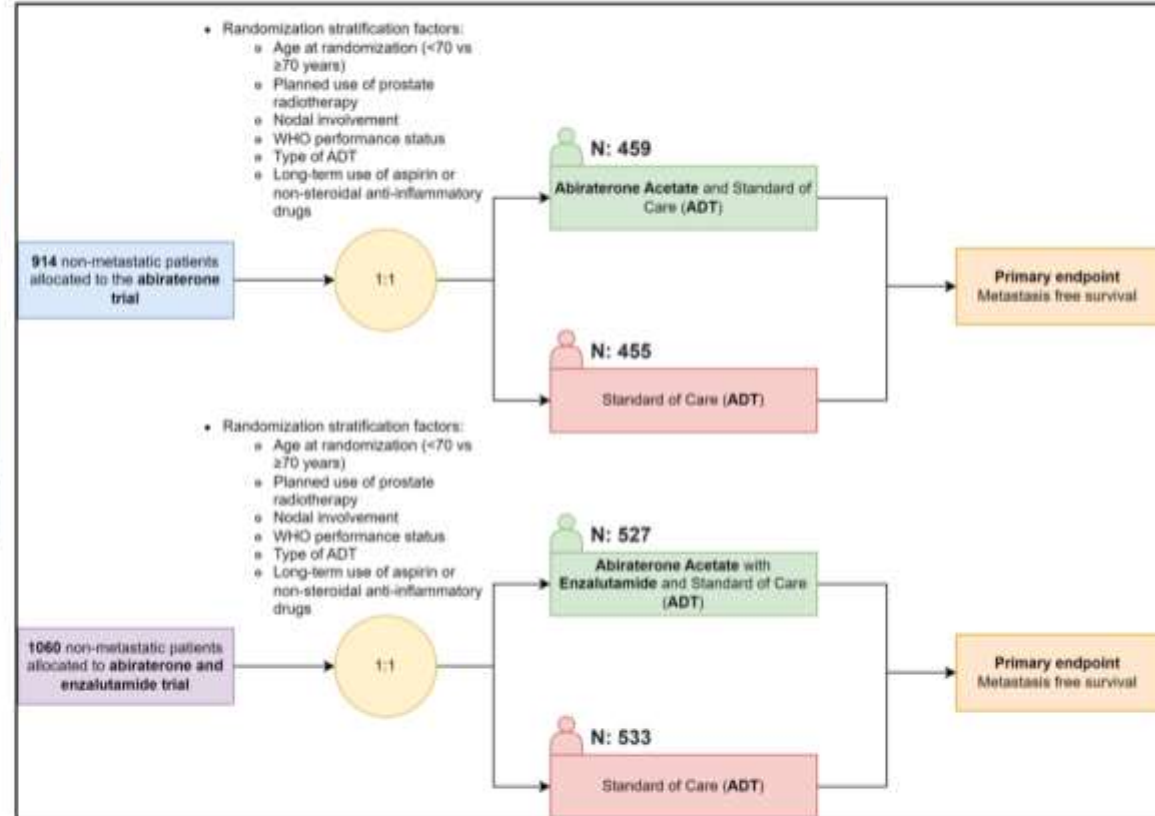 • Randomization stratification factors:
Age at randomization (<70 vs
≥70 years)
Planned use of prostate
radiotherapy
Nodal involvement
WHO performance status
Type of ADT
Long-term use of aspirin or
non-steroidal anti-inflammatory
drugs
914 non-metastatic patients
allocated to the abiraterone
trial
1:1
N: 459
Abiraterone Acetate and Standard of
Care (ADT)
N: 455
Standard of Care (ADT)
Primary endpoint
Metastasis free survival
• Randomization stratification factors:
Age at randomization (<70 vs
≥70 years)
Planned use of prostate
radiotherapy
Nodal involvement
WHO performance status
Type of ADT
Long-term use of aspirin or
non-steroidal anti-inflammatory
drugs
1060 non-metastatic patients
allocated to abiraterone and
enzalutamide trial
1:1
N: 527
Abiraterone Acetate with
Enzalutamide and Standard of Care
(ADT)
N: 533
Standard of Care (ADT)
Primary endpoint
Metastasis free survival